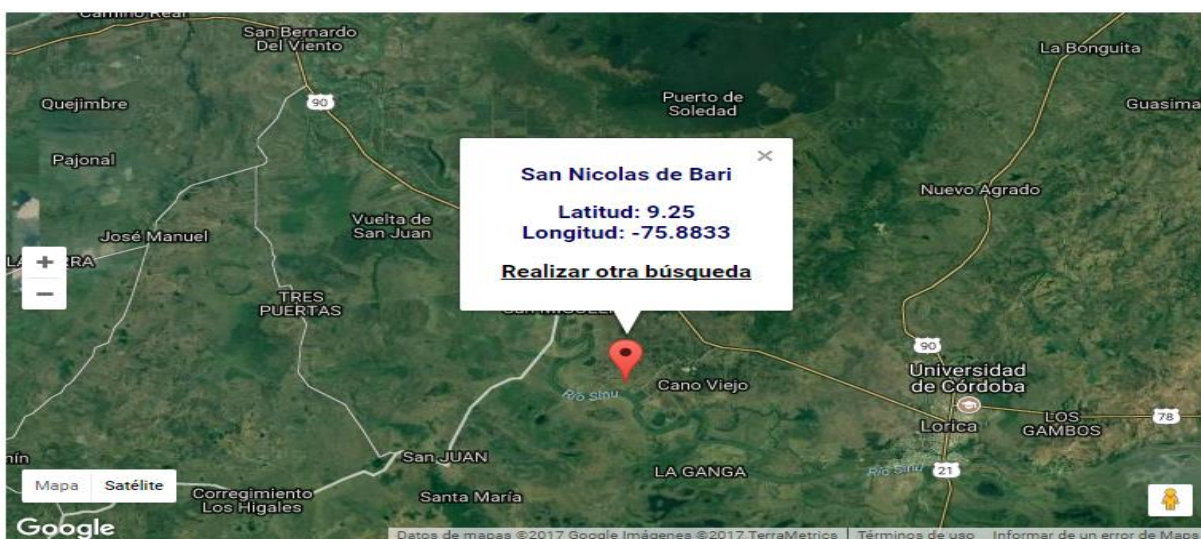 Camino Real
San Bernardo
Del Viento
La Bonguita
Quejimbre
90
Puerto de
Soledad
Guasima
Pajonal
×
San Nicolas de Bari
Nuevo Agrado
Latitud: 9.25
Longitud: -75.8833
Vuelta de
San Juan
José Manuel
+
Realizar otra búsqueda
−
TRES
PUERTAS
90
Universidad
de Córdoba
Cano Viejo
Río Sinú
LOS
GAMBOS
78
Lorica
San JUAN
LA GANGA
Río Sinú
21
Mapa
Satélite
Corregimiento
Los Higales
Santa María
Google
Datos de mapas ©2017 Google Imágenes ©2017 TerraMetrics
Términos de uso
Informar de un error de Maps